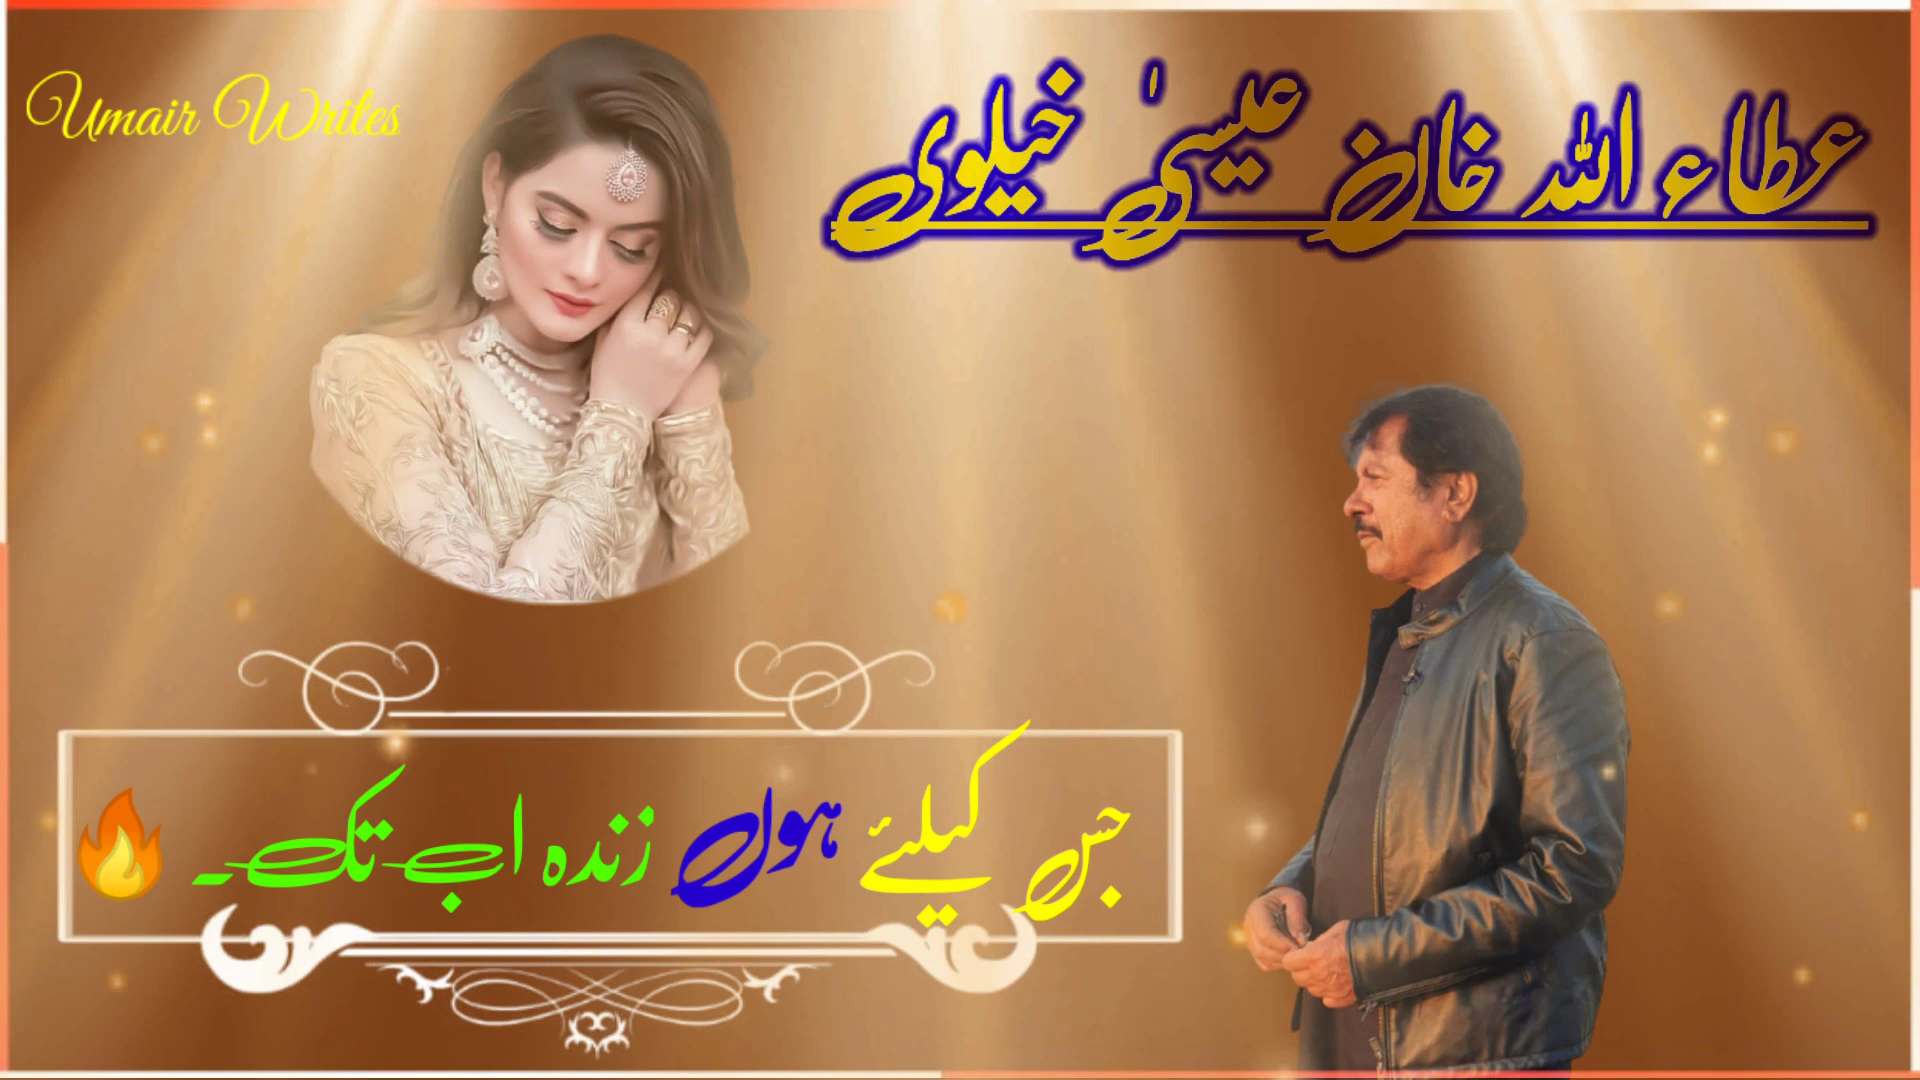 Umair Writes
عطاء اللہ خان عیسیٰ خیلوی
جس کیلئے ہوں زندہ اب تک۔ 🔥